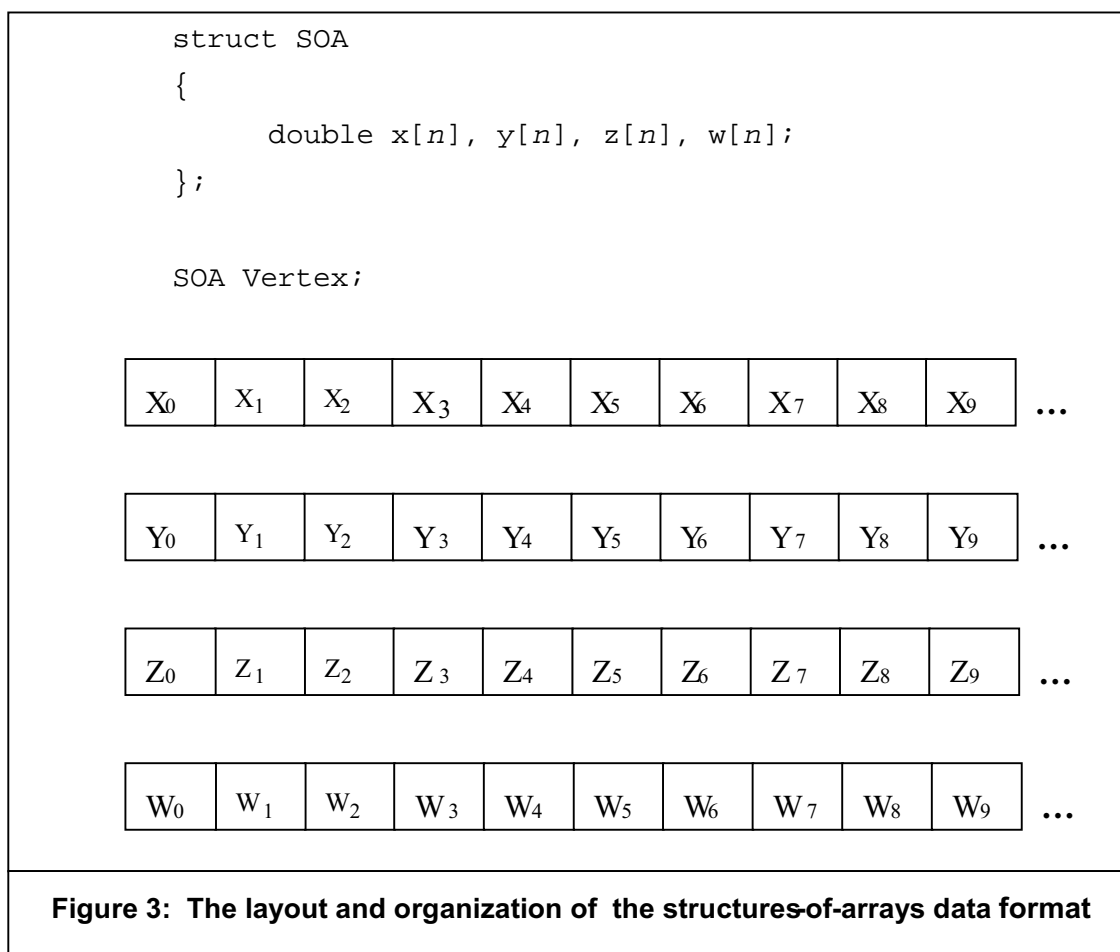 struct SOA
{
double x[n], y[n], z[n], w[n];
};
SOA Vertex;
X0 X1 X2 X3 X4 X5 X6 X7 X8 X9 ...
Y0 Y1 Y2 Y3 Y4 Y5 Y6 Y7 Y8 Y9 ...
Z0 Z1 Z2 Z3 Z4 Z5 Z6 Z7 Z8 Z9 ...
W0 W1 W2 W3 W4 W5 W6 W7 W8 W9 ...
Figure 3: The layout and organization of the structures-of-arrays data format